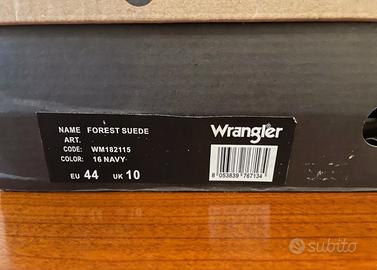 NAME FOREST SUEDE
ART.
CODE: WM182115
COLOR: 16 NAVY
EU 44 UK 10
Wrangler
8 053839 767134
subito